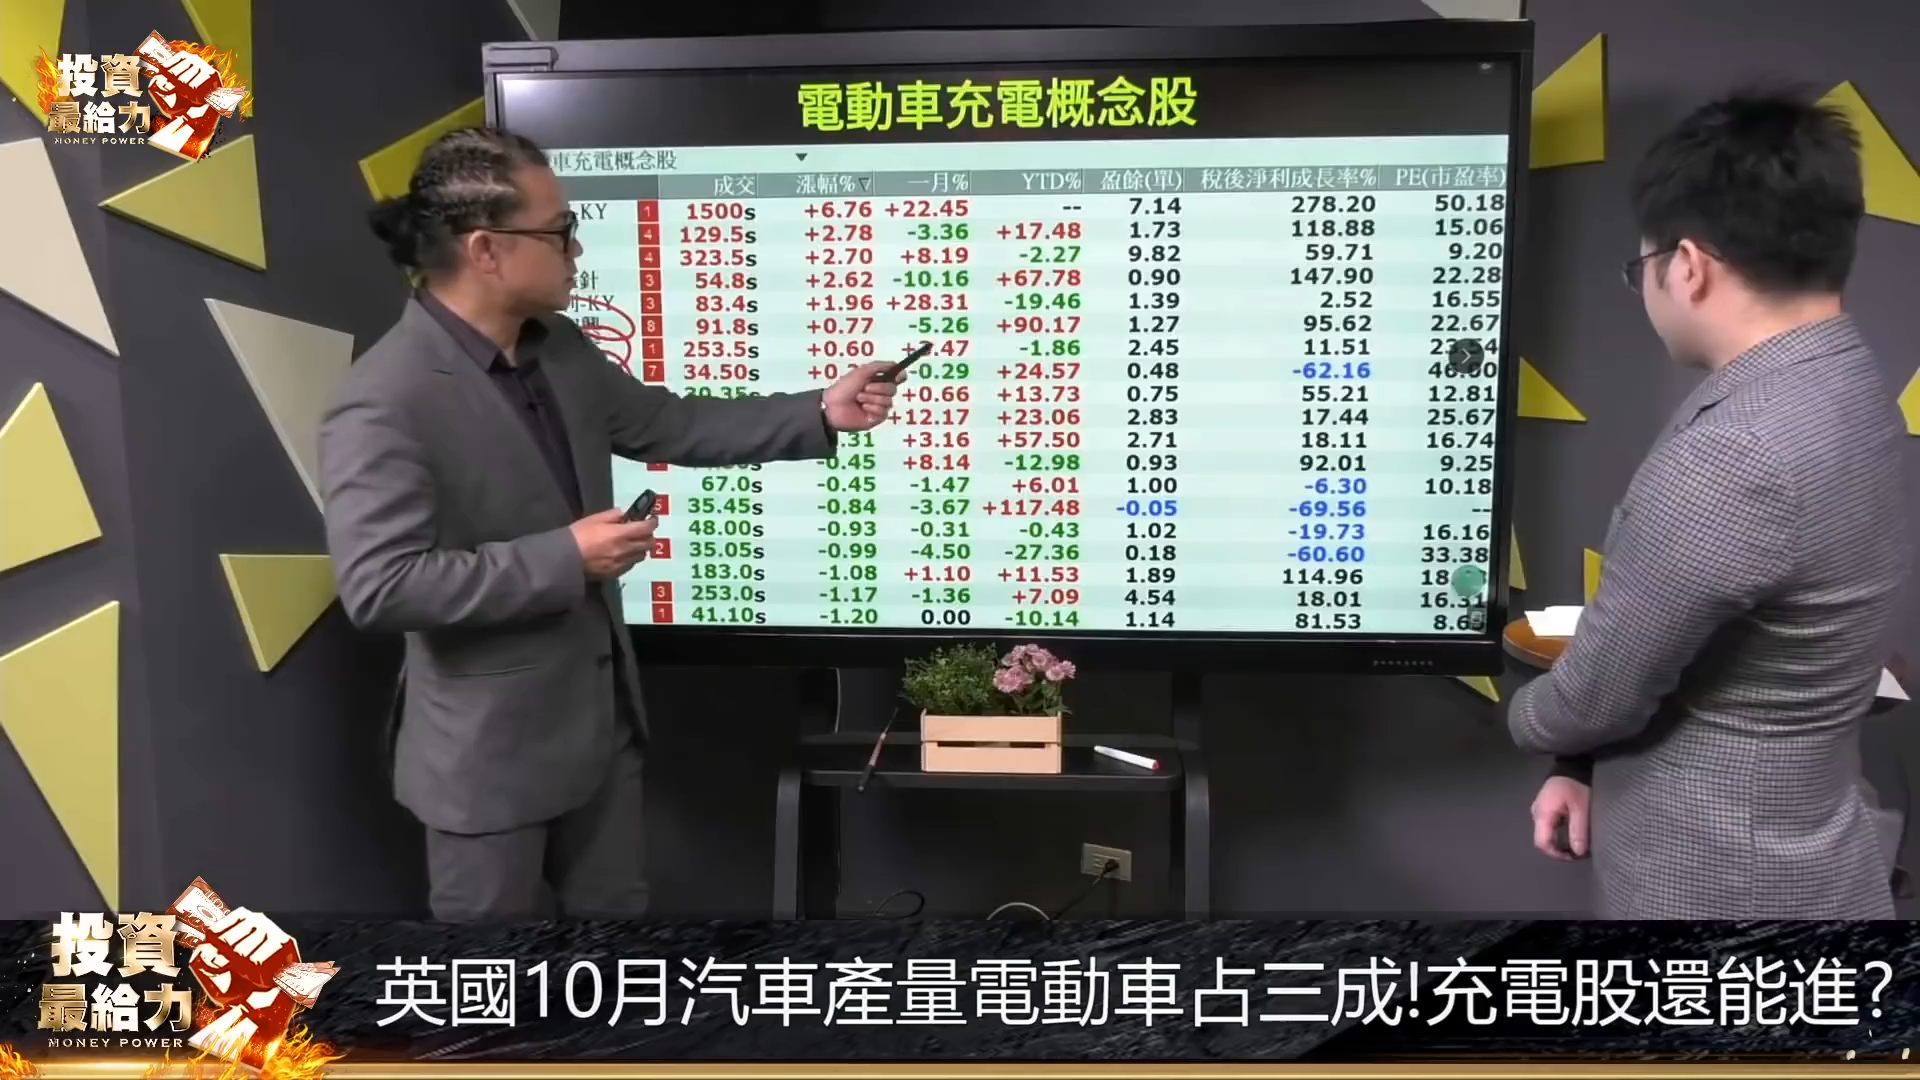 投資
最給力
MONEY POWER
電動車充電概念股
車充電概念股
成交 漲幅% 一月% YTD% 盈餘(單) 稅後淨利成長率% PE(市盈率)
-KY 1 1500s +6.76 +22.45 -- 7.14 278.20 50.18
4 129.5s +2.78 -3.36 +17.48 1.73 118.88 15.06
4 323.5s +2.70 +8.19 -2.27 9.82 59.71 9.20
針 3 54.8s +2.62 -10.16 +67.78 0.90 147.90 22.28
-KY 3 83.4s +1.96 +28.31 -19.46 1.39 2.52 16.55
8 91.8s +0.77 -5.26 +90.17 1.27 95.62 22.67
1 253.5s +0.60 -1.86 2.45 11.51
7 34.50s -0.29 +24.57 0.48 -62.16
+0.66 +13.73 0.75 55.21 12.81
+12.17 +23.06 2.83 17.44 25.67
+3.16 +57.50 2.71 18.11 16.74
-0.45 +8.14 -12.98 0.93 92.01 9.25
67.0s -0.45 -1.47 +6.01 1.00 -6.30 10.18
5 35.45s -0.84 -3.67 +117.48 -0.05 -69.56 --
48.00s -0.93 -0.31 -0.43 1.02 -19.73 16.16
2 35.05s -0.99 -4.50 -27.36 0.18 -60.60 33.38
183.0s -1.08 +1.10 +11.53 1.89 114.96
3 253.0s -1.17 -1.36 +7.09 4.54 18.01 16.31
1 41.10s -1.20 0.00 -10.14 1.14 81.53
投資
最給力
MONEY POWER
英國10月汽車產量電動車占三成!充電股還能進?